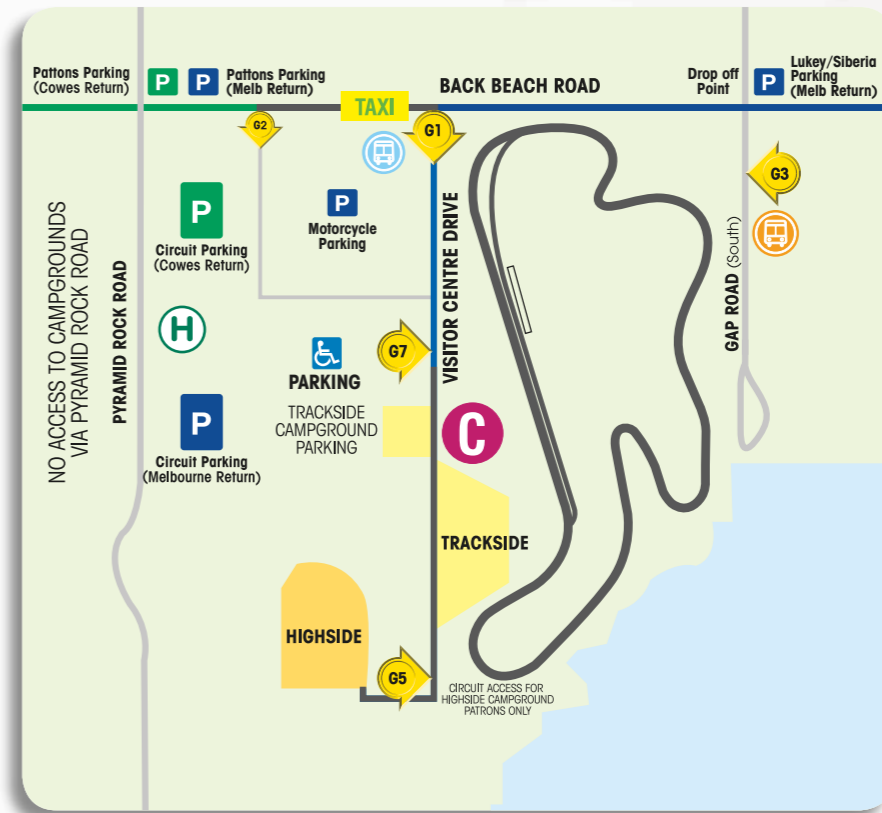 Pattons Parking
(Cowes Return)
P
P
Pattons Parking
(Melb Return)
TAXI
BACK BEACH ROAD
Drop off
Point
P
Lukey/Siberia
Parking
(Melb Return)
G2
G1
G3
P
Circuit Parking
(Cowes Return)
P
Motorcycle
Parking
VISITOR CENTRE DRIVE
GAP ROAD (South)
NO ACCESS TO CAMPGROUNDS
VIA PYRAMID ROCK ROAD
PYRAMID ROCK ROAD
H
G7
PARKING
TRACKSIDE
CAMPGROUND
PARKING
C
P
Circuit Parking
(Melbourne Return)
TRACKSIDE
HIGHSIDE
G5
CIRCUIT ACCESS FOR
HIGHSIDE CAMPGROUND
PATRONS ONLY